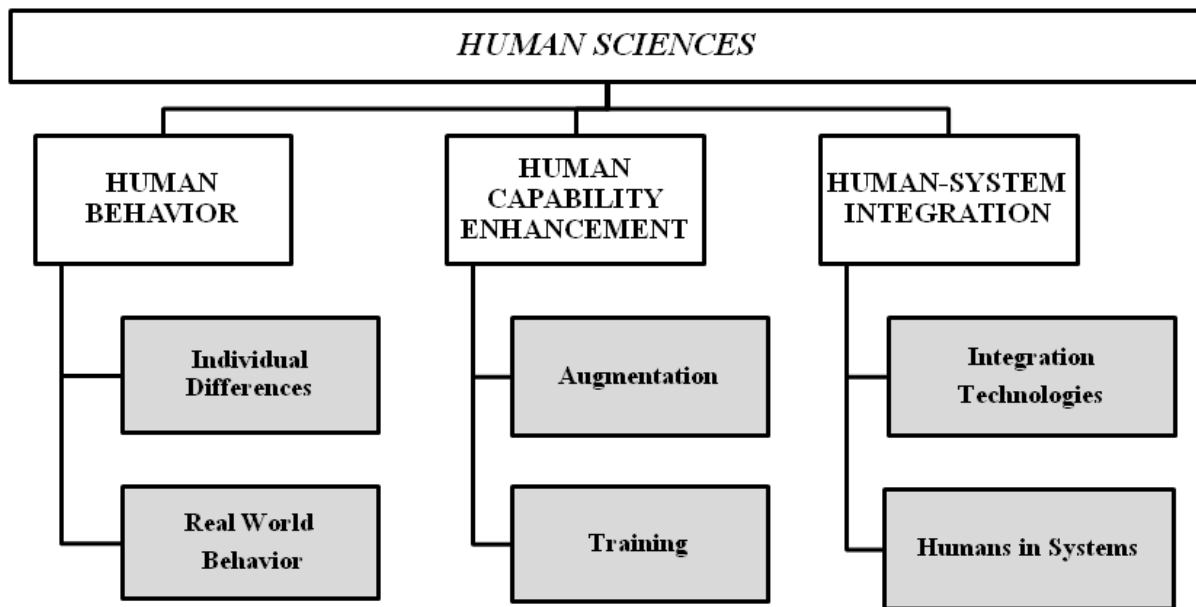 HUMAN SCIENCES
HUMAN
BEHAVIOR
HUMAN
CAPABILITY
ENHANCEMENT
HUMAN-SYSTEM
INTEGRATION
Individual
Differences
Augmentation
Integration
Technologies
Real World
Behavior
Training
Humans in Systems